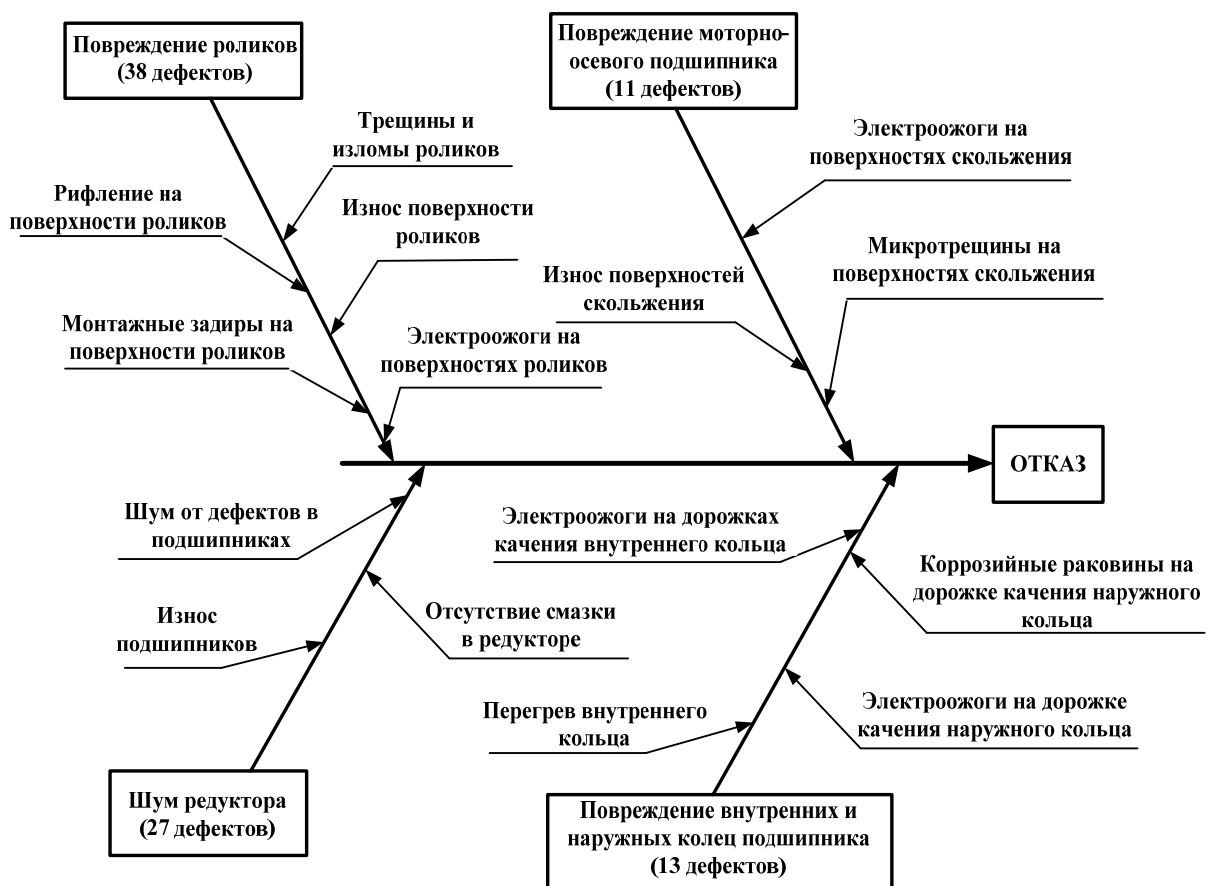 Повреждение роликов
(38 дефектов)
Повреждение моторно-
осевого подшипника
(11 дефектов)
Трещины и
изломы роликов
Электроожоги на
поверхностях скольжения
Рифление на
поверхности роликов
Износ поверхности
роликов
Микротрещины на
поверхностях скольжения
Износ поверхностей
скольжения
Монтажные задиры на
поверхности роликов
Электроожоги на
поверхностях роликов
ОТКАЗ
Шум от дефектов в
подшипниках
Электроожоги на дорожках
качения внутреннего кольца
Коррозийные раковины на
дорожке качения наружного
кольца
Износ
подшипников
Отсутствие смазки
в редукторе
Перегрев внутреннего
кольца
Электроожоги на дорожке
качения наружного кольца
Шум редуктора
(27 дефектов)
Повреждение внутренних и
наружных колец подшипника
(13 дефектов)